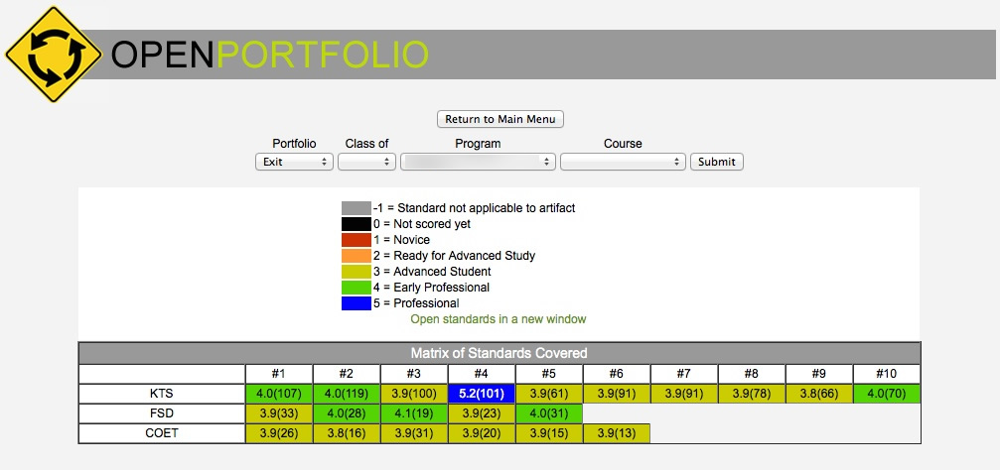 OPENPORTFOLIO
Return to Main Menu
Portfolio Class of Program Course
Exit Submit
-1 = Standard not applicable to artifact
0 = Not scored yet
1 = Novice
2 = Ready for Advanced Study
3 = Advanced Student
4 = Early Professional
5 = Professional
Open standards in a new window
Matrix of Standards Covered
#1 #2 #3 #4 #5 #6 #7 #8 #9 #10
KTS 4.0(107) 4.0(119) 3.9(100) 5.2(101) 3.9(61) 3.9(91) 3.9(91) 3.9(78) 3.8(66) 4.0(70)
FSD 3.9(33) 4.0(28) 4.1(19) 3.9(23) 4.0(31)
COET 3.9(26) 3.8(16) 3.9(31) 3.9(20) 3.9(15) 3.9(13)